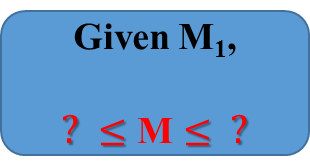 Given M₁,
? ≤ M ≤ ?